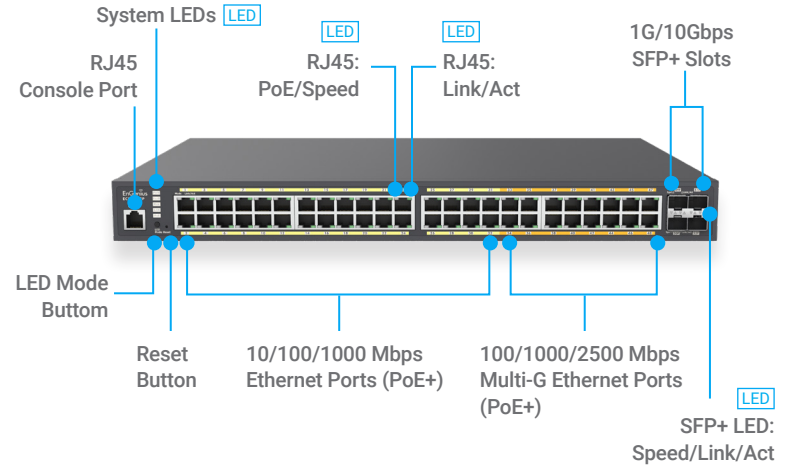 System LEDs LED
LED
LED
RJ45
Console Port
RJ45:
PoE/Speed
RJ45:
Link/Act
1G/10Gbps
SFP+ Slots
EnGenius
LED Mode
Buttom
Reset
Button
10/100/1000 Mbps
Ethernet Ports (PoE+)
100/1000/2500 Mbps
Multi-G Ethernet Ports
(PoE+)
LED
SFP+ LED:
Speed/Link/Act